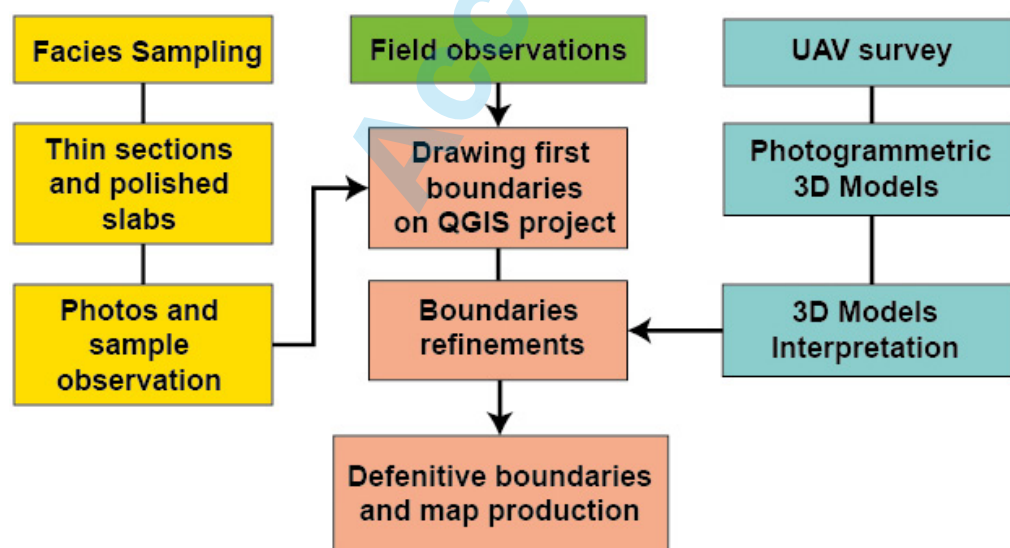 Facies Sampling
Thin sections
and polished
slabs
Photos and
sample
observation
Field observations
Drawing first
boundaries
on QGIS project
Boundaries
refinements
Defenitive boundaries
and map production
UAV survey
Photogrammetric
3D Models
3D Models
Interpretation
Acc